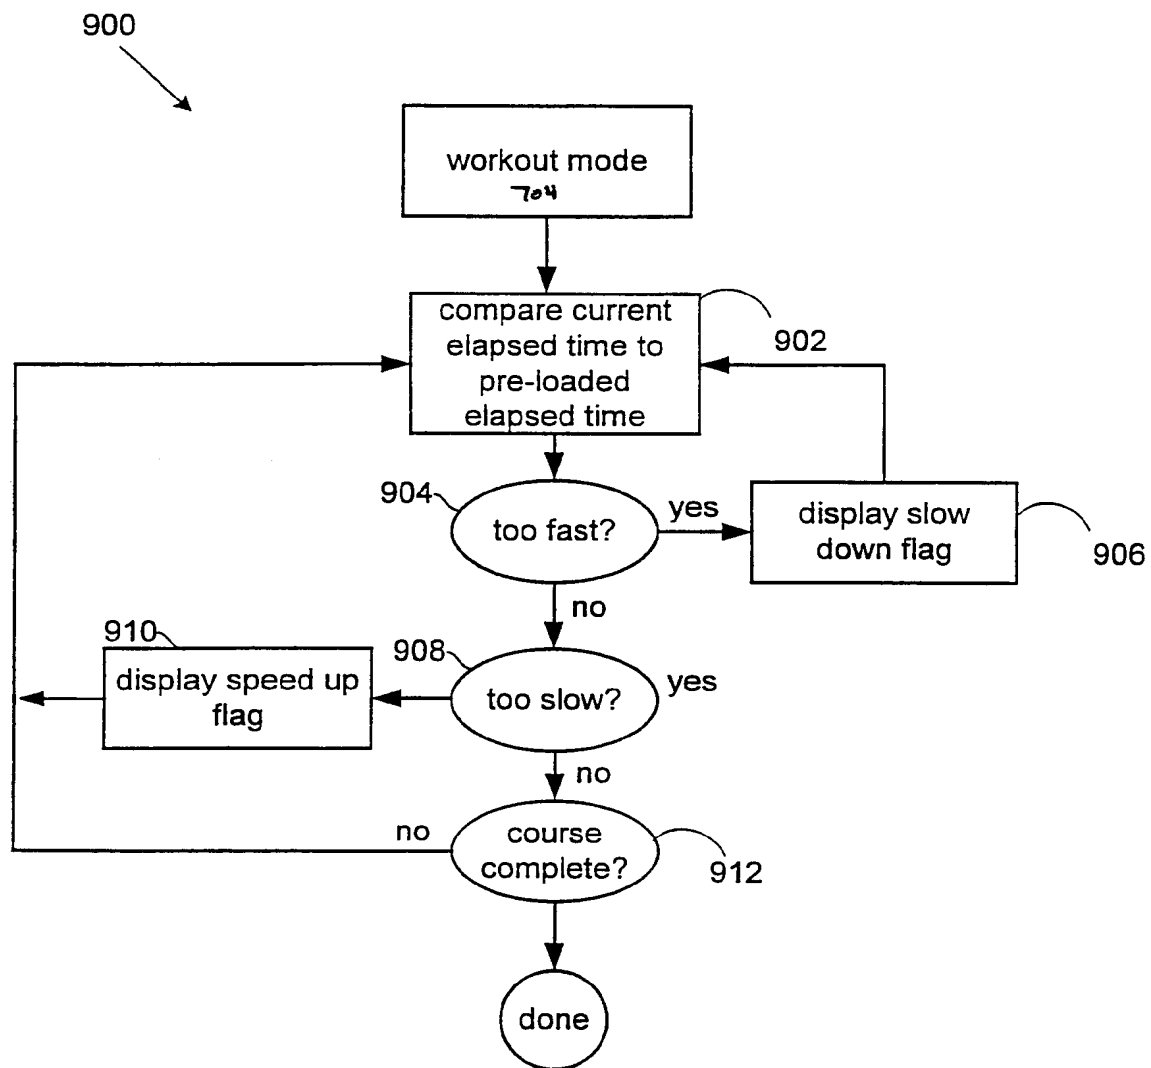 900
workout mode
704
compare current
elapsed time to
pre-loaded
elapsed time
902
904
too fast?
yes
display slow
down flag
906
no
910
display speed up
flag
908
too slow?
yes
no
no
course
complete?
912
done